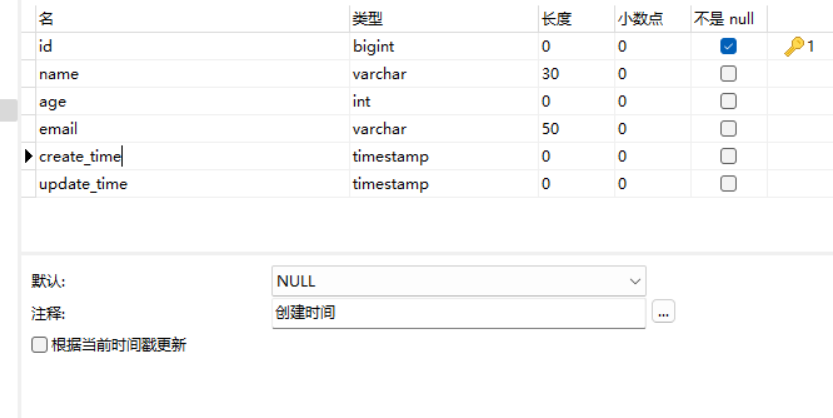 名 类型 长度 小数点 不是 null
id bigint 0 0 1
name varchar 30 0
age int 0 0
email varchar 50 0
create_time timestamp 0 0
update_time timestamp 0 0
默认: NULL
注释: 创建时间 ...
根据当前时间戳更新